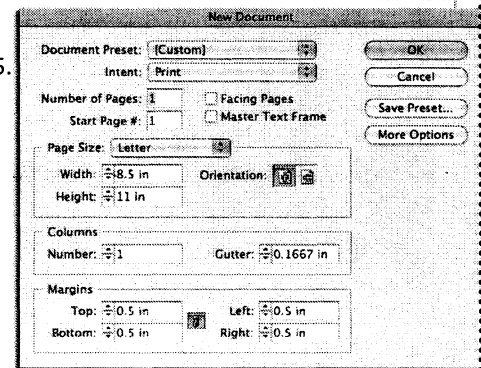 New Document
5.
Document Preset: [Custom]
OK
Intent: Print
Cancel
Number of Pages: 1
Facing Pages
Save Preset...
Start Page #: 1
Master Text Frame
More Options
Page Size: Letter
Width: 8.5 in
Orientation:
Height: 11 in
Columns
Number: 1
Gutter: 0.1667 in
Margins
Top: 0.5 in
Left: 0.5 in
Bottom: 0.5 in
Right: 0.5 in